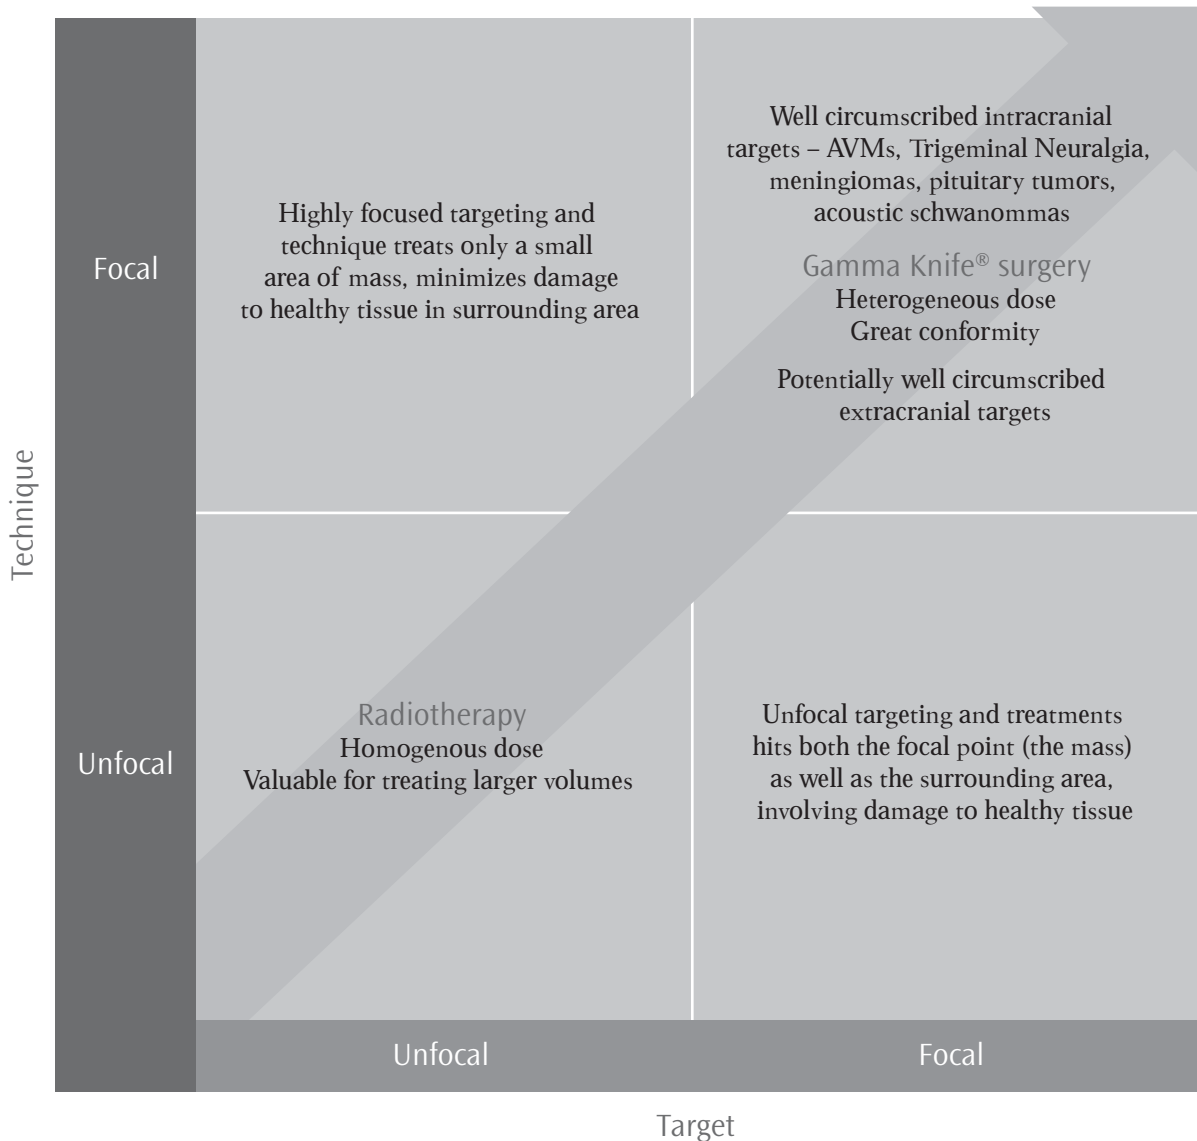 Technique
Focal
Highly focused targeting and
technique treats only a small
area of mass, minimizes damage
to healthy tissue in surrounding area
Well circumscribed intracranial
targets – AVMs, Trigeminal Neuralgia,
meningiomas, pituitary tumors,
acoustic schwanommas
Gamma Knife® surgery
Heterogeneous dose
Great conformity
Potentially well circumscribed
extracranial targets
Unfocal
Radiotherapy
Homogenous dose
Valuable for treating larger volumes
Unfocal targeting and treatments
hits both the focal point (the mass)
as well as the surrounding area,
involving damage to healthy tissue
Unfocal
Focal
Target